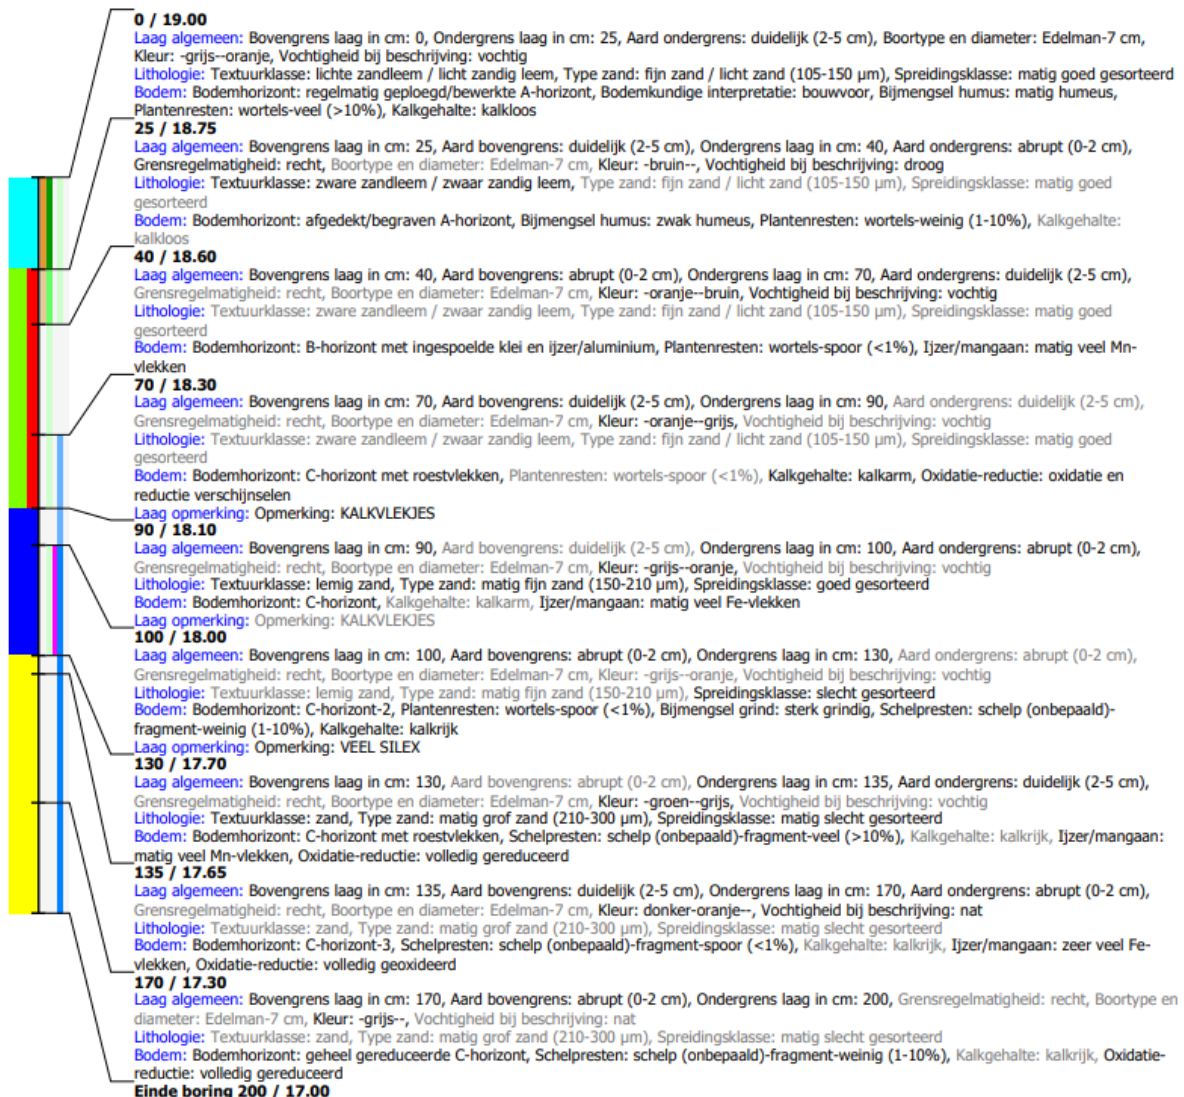 0 / 19.00
Laag algemeen: Bovengrens laag in cm: 0, Ondergrens laag in cm: 25, Aard ondergrens: duidelijk (2-5 cm), Boortype en diameter: Edelman-7 cm,
Kleur: -grijs--oranje, Vochtigheid bij beschrijving: vochtig
Lithologie: Textuurklasse: lichte zandleem / licht zandig leem, Type zand: fijn zand / licht zand (105-150 µm), Spreidingsklasse: matig goed gesorteerd
Bodem: Bodemhorizont: regelmatig geploegd/bewerkte A-horizont, Bodemkundige interpretatie: bouwvoor, Bijmengsel humus: matig humeus,
Plantenresten: wortels-veel (>10%), Kalkgehalte: kalkloos
25 / 18.75
Laag algemeen: Bovengrens laag in cm: 25, Aard bovengrens: duidelijk (2-5 cm), Ondergrens laag in cm: 40, Aard ondergrens: abrupt (0-2 cm),
Grensregelmatigheid: recht, Boortype en diameter: Edelman-7 cm, Kleur: -bruin--, Vochtigheid bij beschrijving: droog
Lithologie: Textuurklasse: zware zandleem / zwaar zandig leem, Type zand: fijn zand / licht zand (105-150 µm), Spreidingsklasse: matig goed
gesorteerd
Bodem: Bodemhorizont: afgedekt/begraven A-horizont, Bijmengsel humus: zwak humeus, Plantenresten: wortels-weinig (1-10%), Kalkgehalte:
kalkloos
40 / 18.60
Laag algemeen: Bovengrens laag in cm: 40, Aard bovengrens: abrupt (0-2 cm), Ondergrens laag in cm: 70, Aard ondergrens: duidelijk (2-5 cm),
Grensregelmatigheid: recht, Boortype en diameter: Edelman-7 cm, Kleur: -oranje--bruin, Vochtigheid bij beschrijving: vochtig
Lithologie: Textuurklasse: zware zandleem / zwaar zandig leem, Type zand: fijn zand / licht zand (105-150 µm), Spreidingsklasse: matig goed
gesorteerd
Bodem: Bodemhorizont: B-horizont met ingespoelde klei en ijzer/aluminium, Plantenresten: wortels-spoor (<1%), Ijzer/mangaan: matig veel Mn-
vlekken
70 / 18.30
Laag algemeen: Bovengrens laag in cm: 70, Aard bovengrens: duidelijk (2-5 cm), Ondergrens laag in cm: 90, Aard ondergrens: duidelijk (2-5 cm),
Grensregelmatigheid: recht, Boortype en diameter: Edelman-7 cm, Kleur: -oranje--grijs, Vochtigheid bij beschrijving: vochtig
Lithologie: Textuurklasse: zware zandleem / zwaar zandig leem, Type zand: fijn zand / licht zand (105-150 µm), Spreidingsklasse: matig goed
gesorteerd
Bodem: Bodemhorizont: C-horizont met roestvlekken, Plantenresten: wortels-spoor (<1%), Kalkgehalte: kalkarm, Oxidatie-reductie: oxidatie en
reductie verschijnselen
Laag opmerking: Opmerking: KALKVLEKJES
90 / 18.10
Laag algemeen: Bovengrens laag in cm: 90, Aard bovengrens: duidelijk (2-5 cm), Ondergrens laag in cm: 100, Aard ondergrens: abrupt (0-2 cm),
Grensregelmatigheid: recht, Boortype en diameter: Edelman-7 cm, Kleur: -grijs--oranje, Vochtigheid bij beschrijving: vochtig
Lithologie: Textuurklasse: lemig zand, Type zand: matig fijn zand (150-210 µm), Spreidingsklasse: goed gesorteerd
Bodem: Bodemhorizont: C-horizont, Kalkgehalte: kalkarm, Ijzer/mangaan: matig veel Fe-vlekken
Laag opmerking: Opmerking: KALKVLEKJES
100 / 18.00
Laag algemeen: Bovengrens laag in cm: 100, Aard bovengrens: abrupt (0-2 cm), Ondergrens laag in cm: 130, Aard ondergrens: abrupt (0-2 cm),
Grensregelmatigheid: recht, Boortype en diameter: Edelman-7 cm, Kleur: -grijs--oranje, Vochtigheid bij beschrijving: vochtig
Lithologie: Textuurklasse: lemig zand, Type zand: matig fijn zand (150-210 µm), Spreidingsklasse: slecht gesorteerd
Bodem: Bodemhorizont: C-horizont-2, Plantenresten: wortels-spoor (<1%), Bijmengsel grind: sterk grindig, Schelpresten: schelp (onbepaald)-
fragment-weinig (1-10%), Kalkgehalte: kalkrijk
Laag opmerking: Opmerking: VEEL SILEX
130 / 17.70
Laag algemeen: Bovengrens laag in cm: 130, Aard bovengrens: abrupt (0-2 cm), Ondergrens laag in cm: 135, Aard ondergrens: duidelijk (2-5 cm),
Grensregelmatigheid: recht, Boortype en diameter: Edelman-7 cm, Kleur: -groen--grijs, Vochtigheid bij beschrijving: vochtig
Lithologie: Textuurklasse: zand, Type zand: matig grof zand (210-300 µm), Spreidingsklasse: matig slecht gesorteerd
Bodem: Bodemhorizont: C-horizont met roestvlekken, Schelpresten: schelp (onbepaald)-fragment-veel (>10%), Kalkgehalte: kalkrijk, Ijzer/mangaan:
matig veel Mn-vlekken, Oxidatie-reductie: volledig gereduceerd
135 / 17.65
Laag algemeen: Bovengrens laag in cm: 135, Aard bovengrens: duidelijk (2-5 cm), Ondergrens laag in cm: 170, Aard ondergrens: abrupt (0-2 cm),
Grensregelmatigheid: recht, Boortype en diameter: Edelman-7 cm, Kleur: donker-oranje--, Vochtigheid bij beschrijving: nat
Lithologie: Textuurklasse: zand, Type zand: matig grof zand (210-300 µm), Spreidingsklasse: matig slecht gesorteerd
Bodem: Bodemhorizont: C-horizont-3, Schelpresten: schelp (onbepaald)-fragment-spoor (<1%), Kalkgehalte: kalkrijk, Ijzer/mangaan: zeer veel Fe-
vlekken, Oxidatie-reductie: volledig geoxideerd
170 / 17.30
Laag algemeen: Bovengrens laag in cm: 170, Aard bovengrens: abrupt (0-2 cm), Ondergrens laag in cm: 200, Grensregelmatigheid: recht, Boortype en
diameter: Edelman-7 cm, Kleur: -grijs--, Vochtigheid bij beschrijving: nat
Lithologie: Textuurklasse: zand, Type zand: matig grof zand (210-300 µm), Spreidingsklasse: matig slecht gesorteerd
Bodem: Bodemhorizont: geheel gereduceerde C-horizont, Schelpresten: schelp (onbepaald)-fragment-weinig (1-10%), Kalkgehalte: kalkrijk, Oxidatie-
reductie: volledig gereduceerd
Einde boring 200 / 17.00